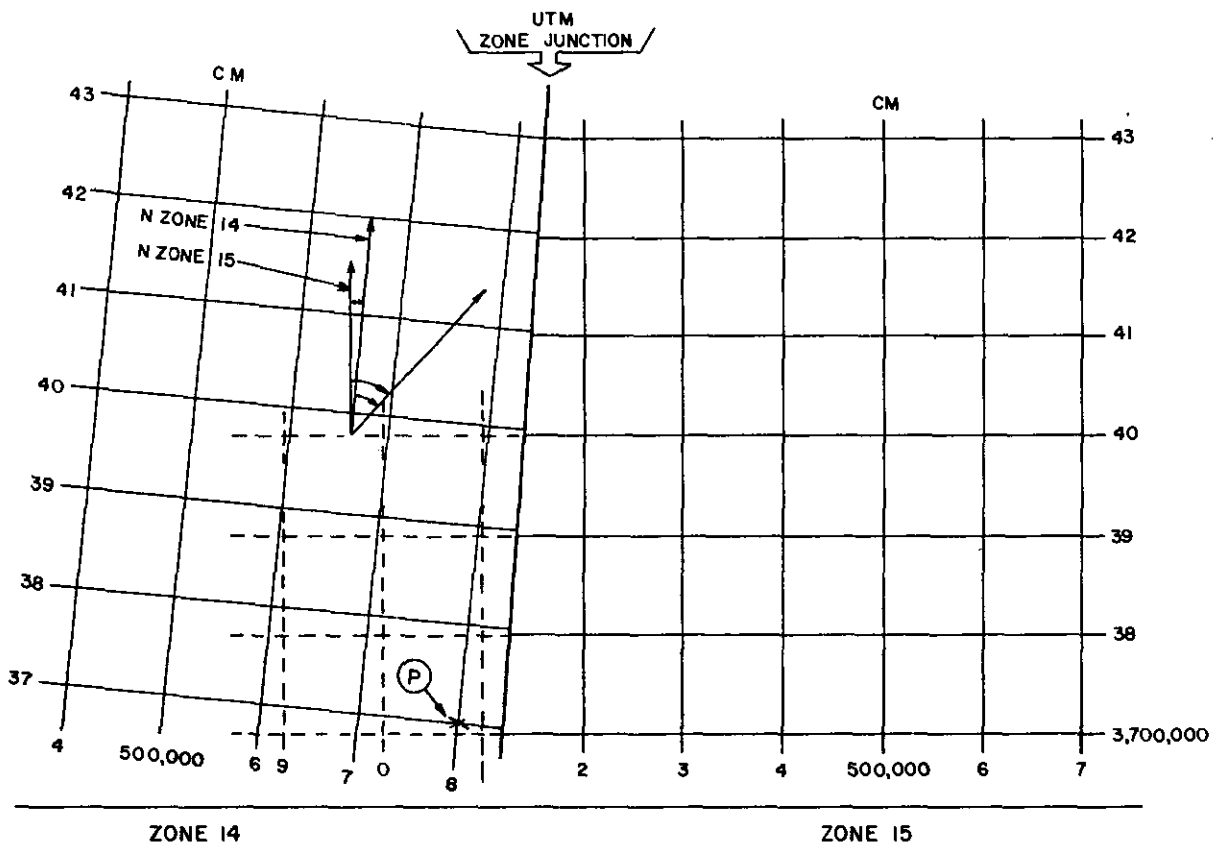 UTM
ZONE JUNCTION
CM
CM
43
43
42
42
N ZONE 14
N ZONE 15
41
41
40
40
39
39
38
38
P
37
3,700,000
4 500,000 6 9 7 0 8 2 3 4 500,000 6 7
ZONE 14
ZONE 15